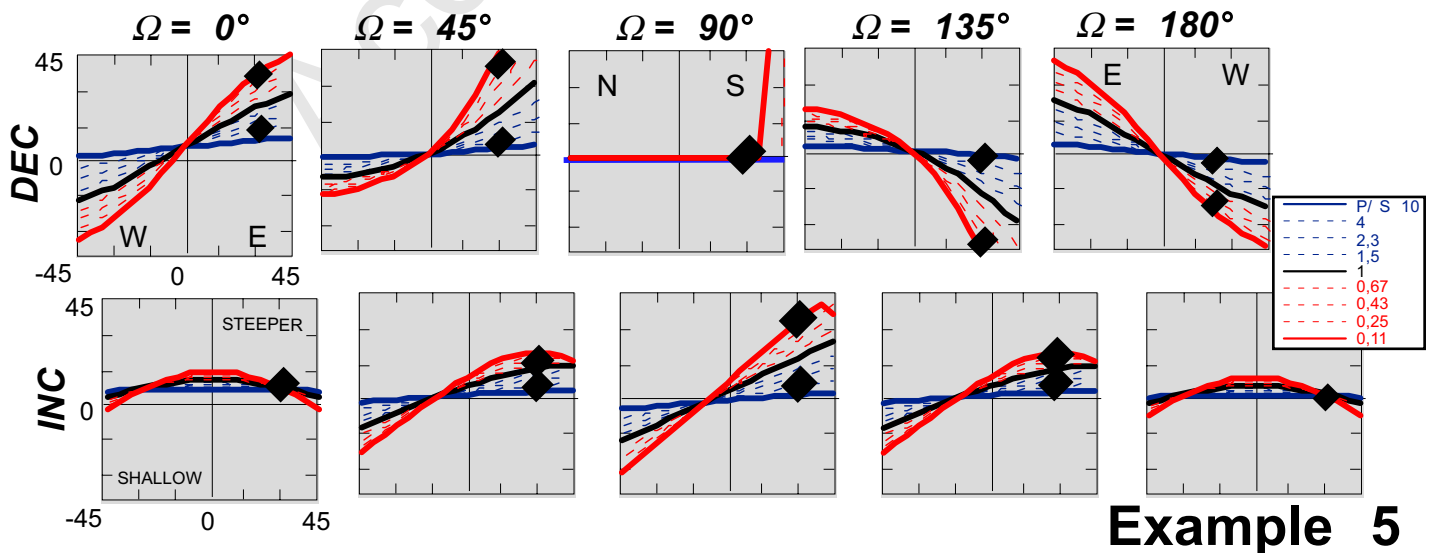 Ω = 0°
Ω = 45°
Ω = 90°
Ω = 135°
Ω = 180°
DEC
45
0
-45
W
E
0
45
N
S
E
W
P/ S 10
4
2,3
1,5
1
0,67
0,43
0,25
0,11
INC
45
0
-45
STEEPER
SHALLOW
0
45
Example 5